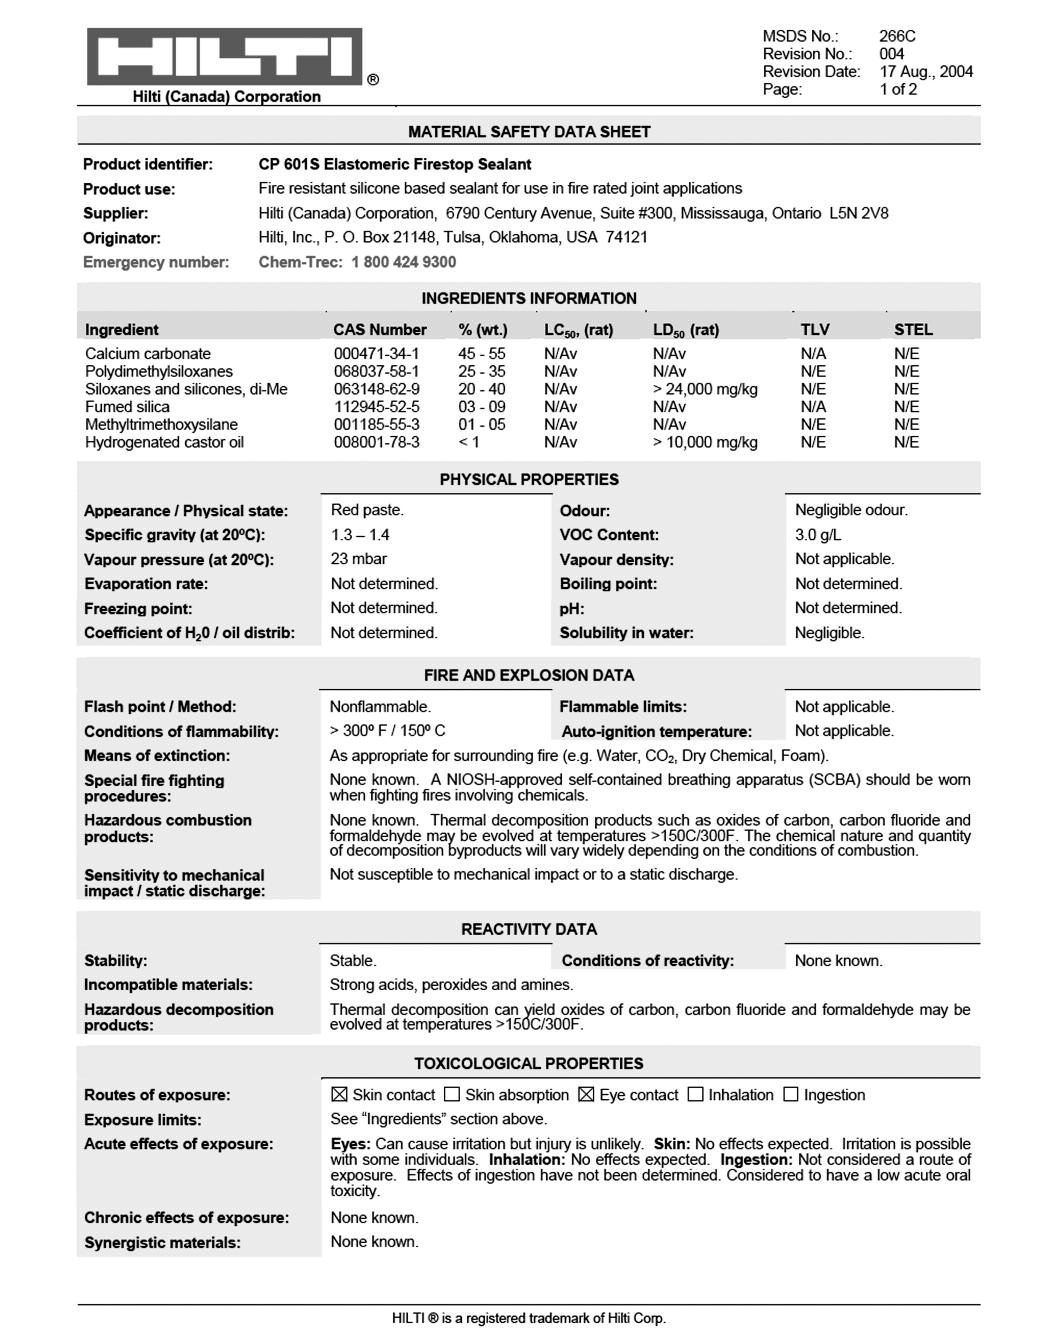 HILTI ®
Hilti (Canada) Corporation
MSDS No.: 266C
Revision No.: 004
Revision Date: 17 Aug., 2004
Page: 1 of 2
MATERIAL SAFETY DATA SHEET
Product identifier: CP 601S Elastomeric Firestop Sealant
Product use: Fire resistant silicone based sealant for use in fire rated joint applications
Supplier: Hilti (Canada) Corporation, 6790 Century Avenue, Suite #300, Mississauga, Ontario L5N 2V8
Originator: Hilti, Inc., P. O. Box 21148, Tulsa, Oklahoma, USA 74121
Emergency number: Chem-Trec: 1 800 424 9300
INGREDIENTS INFORMATION
Ingredient CAS Number % (wt.) LC₅₀, (rat) LD₅₀ (rat) TLV STEL
Calcium carbonate 000471-34-1 45 - 55 N/Av N/Av N/A N/E
Polydimethylsiloxanes 068037-58-1 25 - 35 N/Av N/Av N/E N/E
Siloxanes and silicones, di-Me 063148-62-9 20 - 40 N/Av > 24,000 mg/kg N/E N/E
Fumed silica 112945-52-5 03 - 09 N/Av N/Av N/A N/E
Methyltrimethoxysilane 001185-55-3 01 - 05 N/Av N/Av N/E N/E
Hydrogenated castor oil 008001-78-3 < 1 N/Av > 10,000 mg/kg N/E N/E
PHYSICAL PROPERTIES
Appearance / Physical state: Red paste. Odour: Negligible odour.
Specific gravity (at 20ºC): 1.3 – 1.4 VOC Content: 3.0 g/L
Vapour pressure (at 20ºC): 23 mbar Vapour density: Not applicable.
Evaporation rate: Not determined. Boiling point: Not determined.
Freezing point: Not determined. pH: Not determined.
Coefficient of H₂0 / oil distrib: Not determined. Solubility in water: Negligible.
FIRE AND EXPLOSION DATA
Flash point / Method: Nonflammable. Flammable limits: Not applicable.
Conditions of flammability: > 300º F / 150º C Auto-ignition temperature: Not applicable.
Means of extinction: As appropriate for surrounding fire (e.g. Water, CO₂, Dry Chemical, Foam).
Special fire fighting procedures: None known. A NIOSH-approved self-contained breathing apparatus (SCBA) should be worn
when fighting fires involving chemicals.
Hazardous combustion products: None known. Thermal decomposition products such as oxides of carbon, carbon fluoride and
formaldehyde may be evolved at temperatures >150C/300F. The chemical nature and quantity
of decomposition byproducts will vary widely depending on the conditions of combustion.
Sensitivity to mechanical impact / static discharge: Not susceptible to mechanical impact or to a static discharge.
REACTIVITY DATA
Stability: Stable. Conditions of reactivity: None known.
Incompatible materials: Strong acids, peroxides and amines.
Hazardous decomposition products: Thermal decomposition can yield oxides of carbon, carbon fluoride and formaldehyde may be
evolved at temperatures >150C/300F.
TOXICOLOGICAL PROPERTIES
Routes of exposure: ☒ Skin contact ☐ Skin absorption ☒ Eye contact ☐ Inhalation ☐ Ingestion
Exposure limits: See “Ingredients” section above.
Acute effects of exposure: Eyes: Can cause irritation but injury is unlikely. Skin: No effects expected. Irritation is possible
with some individuals. Inhalation: No effects expected. Ingestion: Not considered a route of
exposure. Effects of ingestion have not been determined. Considered to have a low acute oral
toxicity.
Chronic effects of exposure: None known.
Synergistic materials: None known.
HILTI ® is a registered trademark of Hilti Corp.